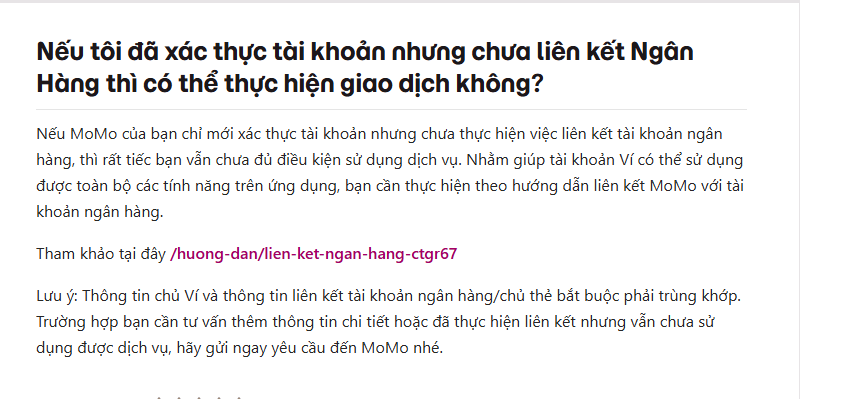 Nếu tôi đã xác thực tài khoản nhưng chưa liên kết Ngân
Hàng thì có thể thực hiện giao dịch không?
Nếu MoMo của bạn chỉ mới xác thực tài khoản nhưng chưa thực hiện việc liên kết tài khoản ngân
hàng, thì rất tiếc bạn vẫn chưa đủ điều kiện sử dụng dịch vụ. Nhằm giúp tài khoản Ví có thể sử dụng
được toàn bộ các tính năng trên ứng dụng, bạn cần thực hiện theo hướng dẫn liên kết MoMo với tài
khoản ngân hàng.
Tham khảo tại đây /huong-dan/lien-ket-ngan-hang-ctgr67
Lưu ý: Thông tin chủ Ví và thông tin liên kết tài khoản ngân hàng/chủ thẻ bắt buộc phải trùng khớp.
Trường hợp bạn cần tư vấn thêm thông tin chi tiết hoặc đã thực hiện liên kết nhưng vẫn chưa sử
dụng được dịch vụ, hãy gửi ngay yêu cầu đến MoMo nhé.